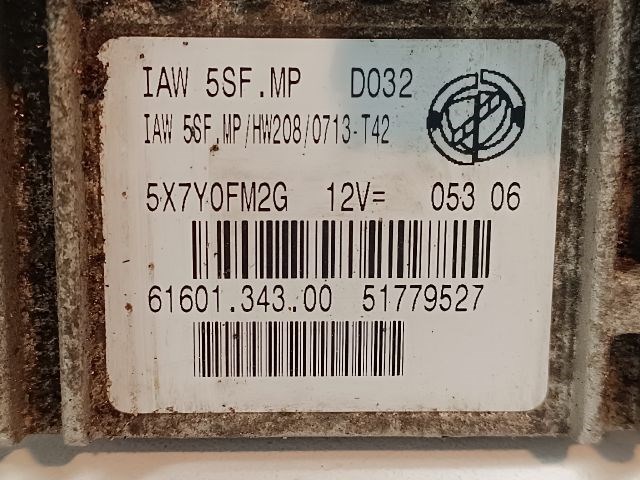 IAW 5SF.MP D032
IAW 5SF.MP/HW208/0713-T42
5X7Y0FM2G 12V= 053 06
61601.343.00 51779527